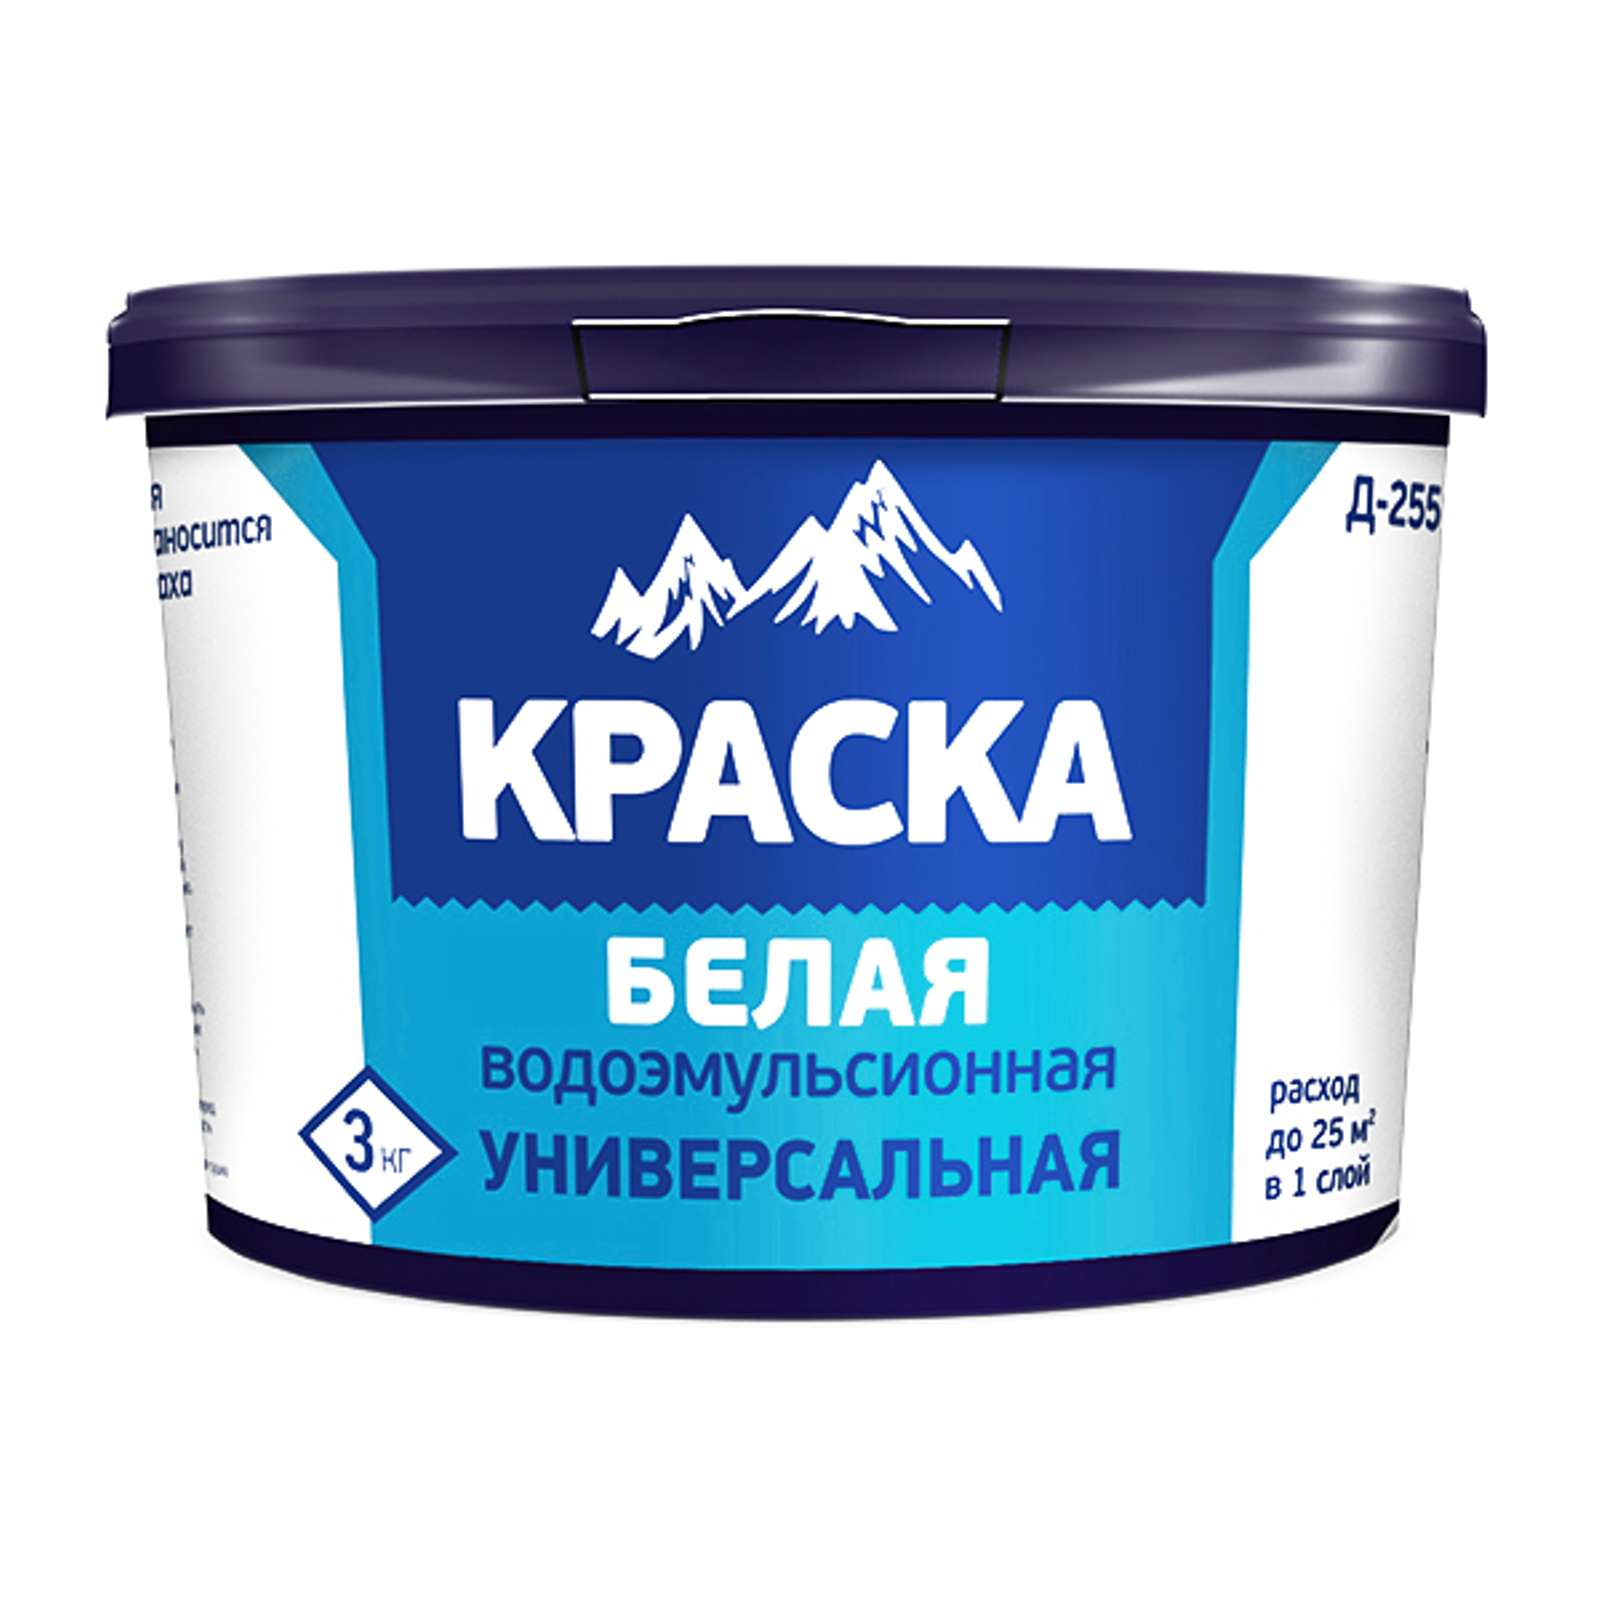 КРАСКА
БЕЛАЯ
водоэмульсионная
УНИВЕРСАЛЬНАЯ
3 кг
Д-255
расход
до 25 м²
в 1 слой